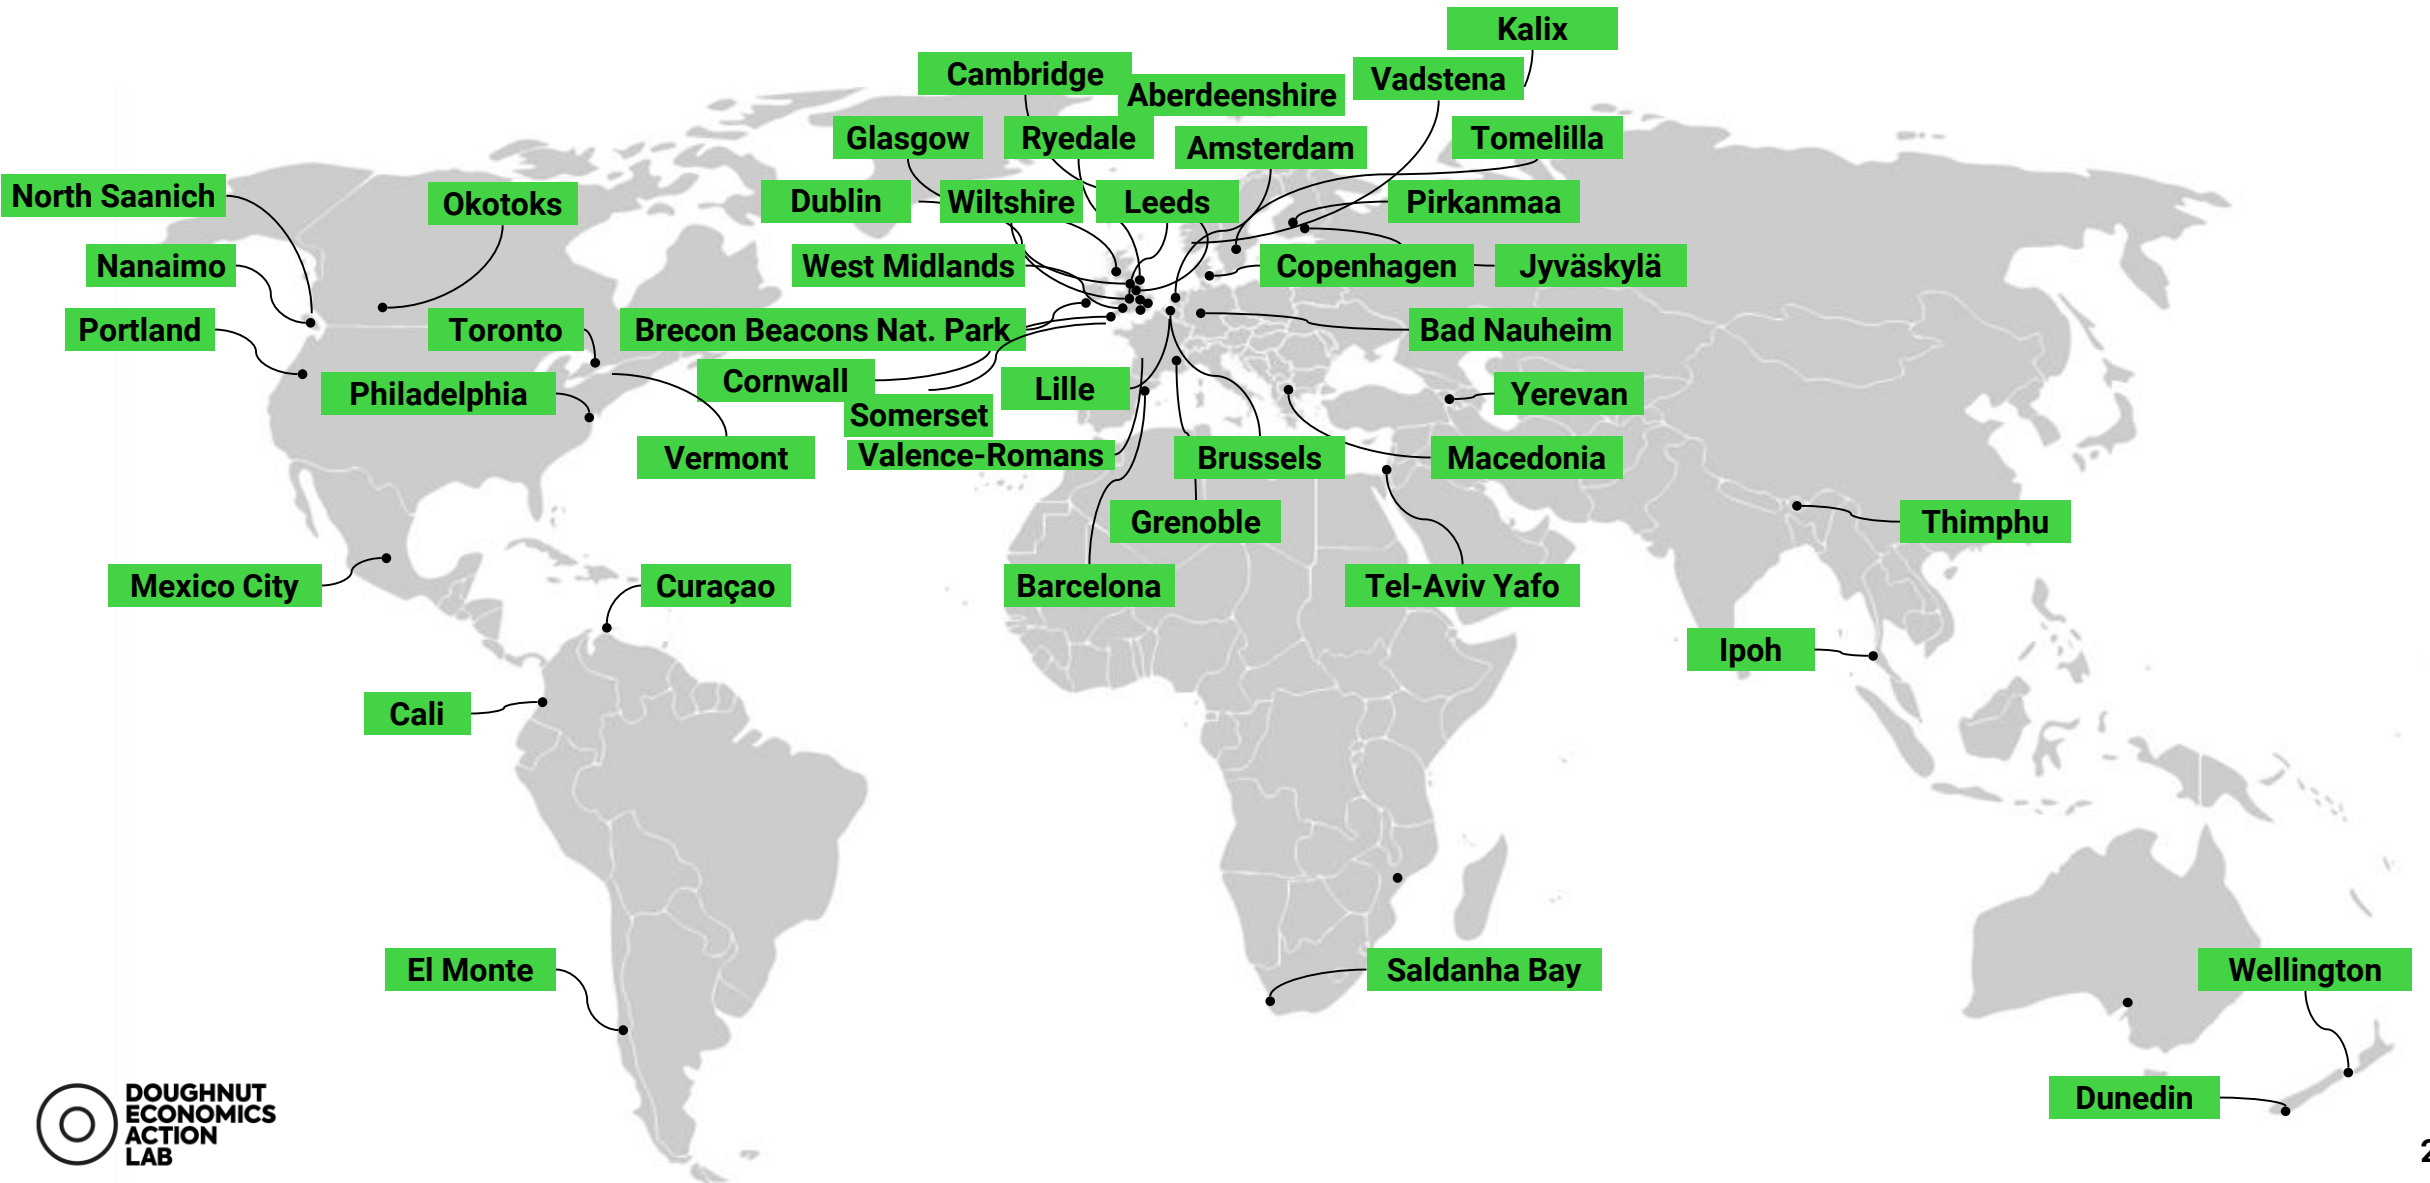 Kalix
Cambridge
Vadstena
Aberdeenshire
Glasgow
Ryedale
Amsterdam
Tomelilla
North Saanich
Okotoks
Dublin
Wiltshire
Leeds
Pirkanmaa
Nanaimo
West Midlands
Copenhagen
Jyväskylä
Portland
Toronto
Brecon Beacons Nat. Park
Bad Nauheim
Philadelphia
Cornwall
Lille
Yerevan
Somerset
Vermont
Valence-Romans
Brussels
Macedonia
Grenoble
Thimphu
Mexico City
Curaçao
Barcelona
Tel-Aviv Yafo
Ipoh
Cali
El Monte
Saldanha Bay
Wellington
Dunedin
DOUGHNUT
ECONOMICS
ACTION
LAB
2